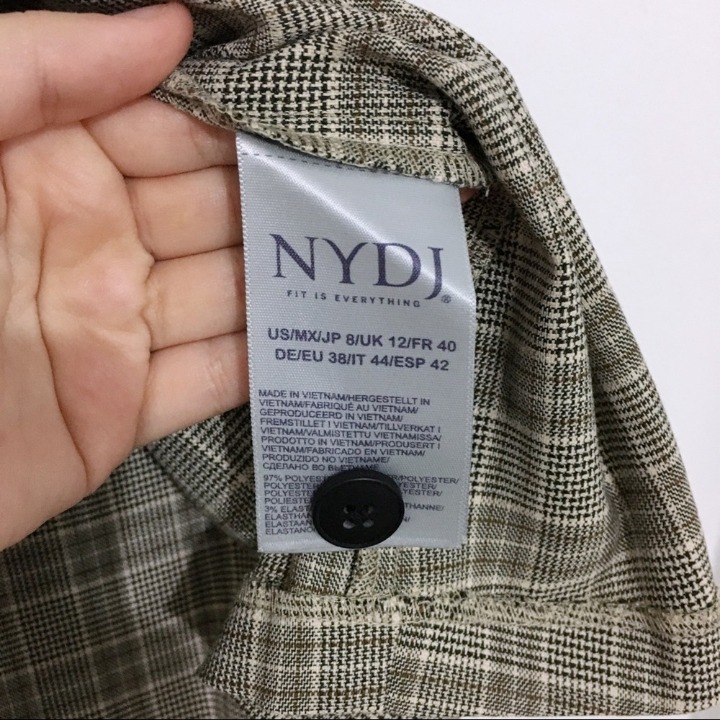 NYDJ®
FIT IS EVERYTHING
US/MX/JP 8/UK 12/FR 40
DE/EU 38/IT 44/ESP 42
MADE IN VIETNAM/HERGESTELLT IN
VIETNAM/FABRIQUÉ AU VIETNAM/
GEPRODUCEERD IN VIETNAM/
FREMSTILLET I VIETNAM/TILLVERKAT I
VIETNAM/VALMISTETTU VIETNAMISSA/
PRODOTTO IN VIETNAM/PRODUSERT I
VIETNAM/FABRICADO EN VIETNAM/
PRODUZIDO NO VIETNAME/
СДЕЛАНО ВО ВЬЕТНАМЕ
97% POLYES /POLYESTER/
POLYESTER
POLYESTER
POLIESTER
3% ELAST
ELASTHAN
ELASTAAN
ELASTANO